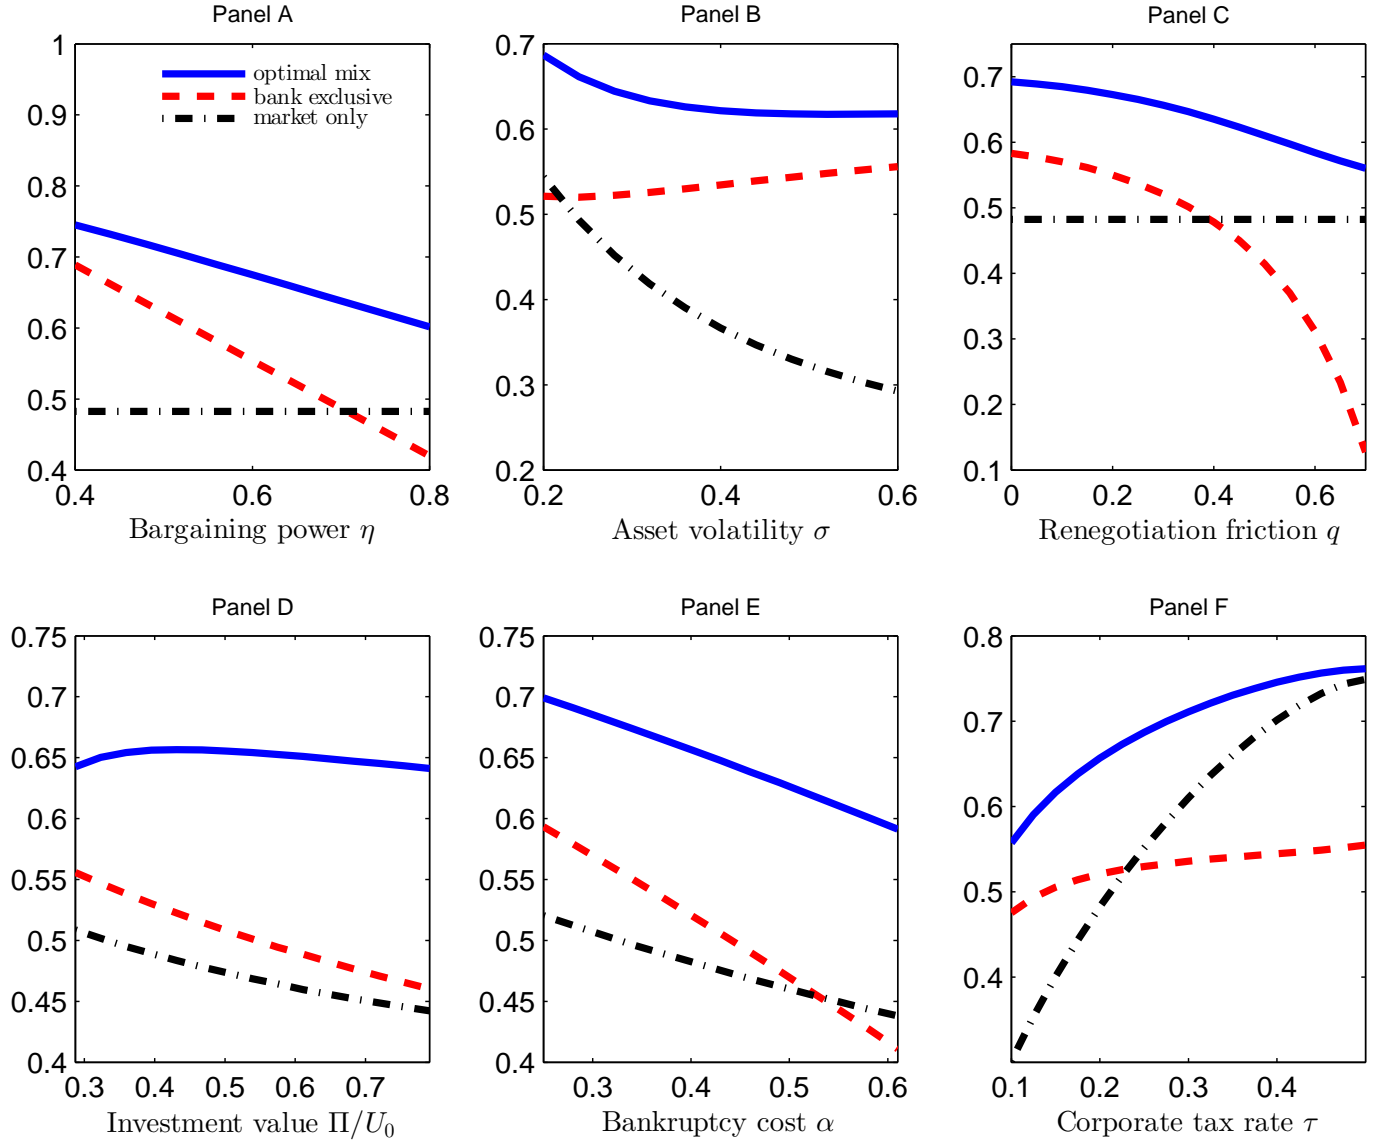 Panel A
Panel B
Panel C
1
0.9
0.8
0.7
0.6
0.5
0.4
optimal mix
bank exclusive
market only
0.4 0.6 0.8
Bargaining power η
0.7
0.6
0.5
0.4
0.3
0.2
0.2 0.4 0.6
Asset volatility σ
0.7
0.6
0.5
0.4
0.3
0.2
0.1
0 0.2 0.4 0.6
Renegotiation friction q
Panel D
Panel E
Panel F
0.75
0.7
0.65
0.6
0.55
0.5
0.45
0.4
0.3 0.4 0.5 0.6 0.7
Investment value Π/U₀
0.75
0.7
0.65
0.6
0.55
0.5
0.45
0.4
0.3 0.4 0.5 0.6
Bankruptcy cost α
0.8
0.7
0.6
0.5
0.4
0.1 0.2 0.3 0.4
Corporate tax rate τ